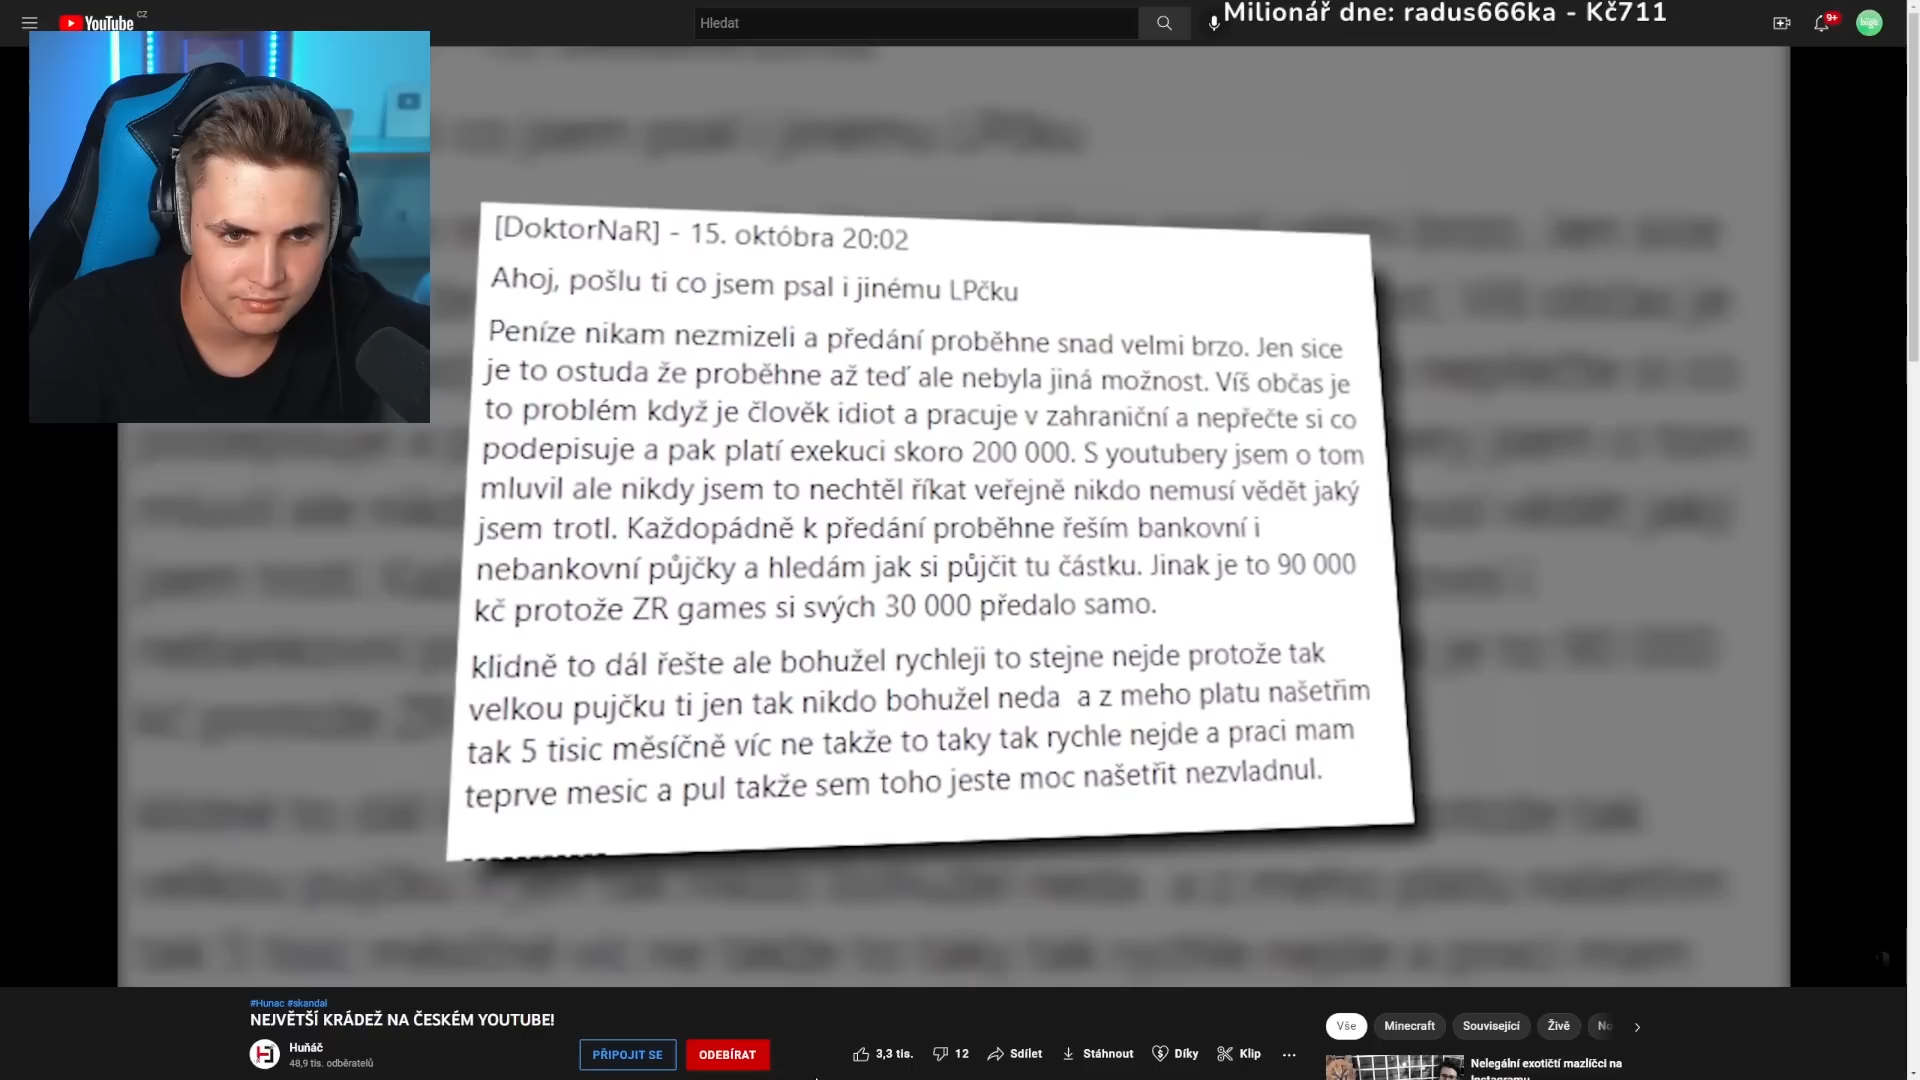 YouTube CZ
Hledat
Milionář dne: radus666ka - Kč711
9+
[DoktorNaR] - 15. októbra 20:02
Ahoj, pošlu ti co jsem psal i jinému LPčku
Peníze nikam nezmizeli a předání proběhne snad velmi brzo. Jen sice
je to ostuda že proběhne až teď ale nebyla jiná možnost. Víš občas je
to problém když je člověk idiot a pracuje v zahraniční a nepřečte si co
podepisuje a pak platí exekuci skoro 200 000. S youtubery jsem o tom
mluvil ale nikdy jsem to nechtěl říkat veřejně nikdo nemusí vědět jaký
jsem trotl. Každopádně k předání proběhne řeším bankovní i
nebankovní půjčky a hledám jak si půjčit tu částku. Jinak je to 90 000
kč protože ZR games si svých 30 000 předalo samo.
klidně to dál řešte ale bohužel rychleji to stejne nejde protože tak
velkou pujčku ti jen tak nikdo bohužel neda a z meho platu našetřim
tak 5 tisic měsíčně víc ne takže to taky tak rychle nejde a praci mam
teprve mesic a pul takže sem toho jeste moc našetřit nezvladnul.
#Hunac #skandal
NEJVĚTŠÍ KRÁDEŽ NA ČESKÉM YOUTUBE!
Huňáč
48,9 tis. odběratelů
PŘIPOJIT SE
ODEBÍRAT
3,3 tis.
12
Sdílet
Stáhnout
Díky
Klip
Vše
Minecraft
Související
Živě
Nelegální exotičtí mazlíčci na
Instagramu